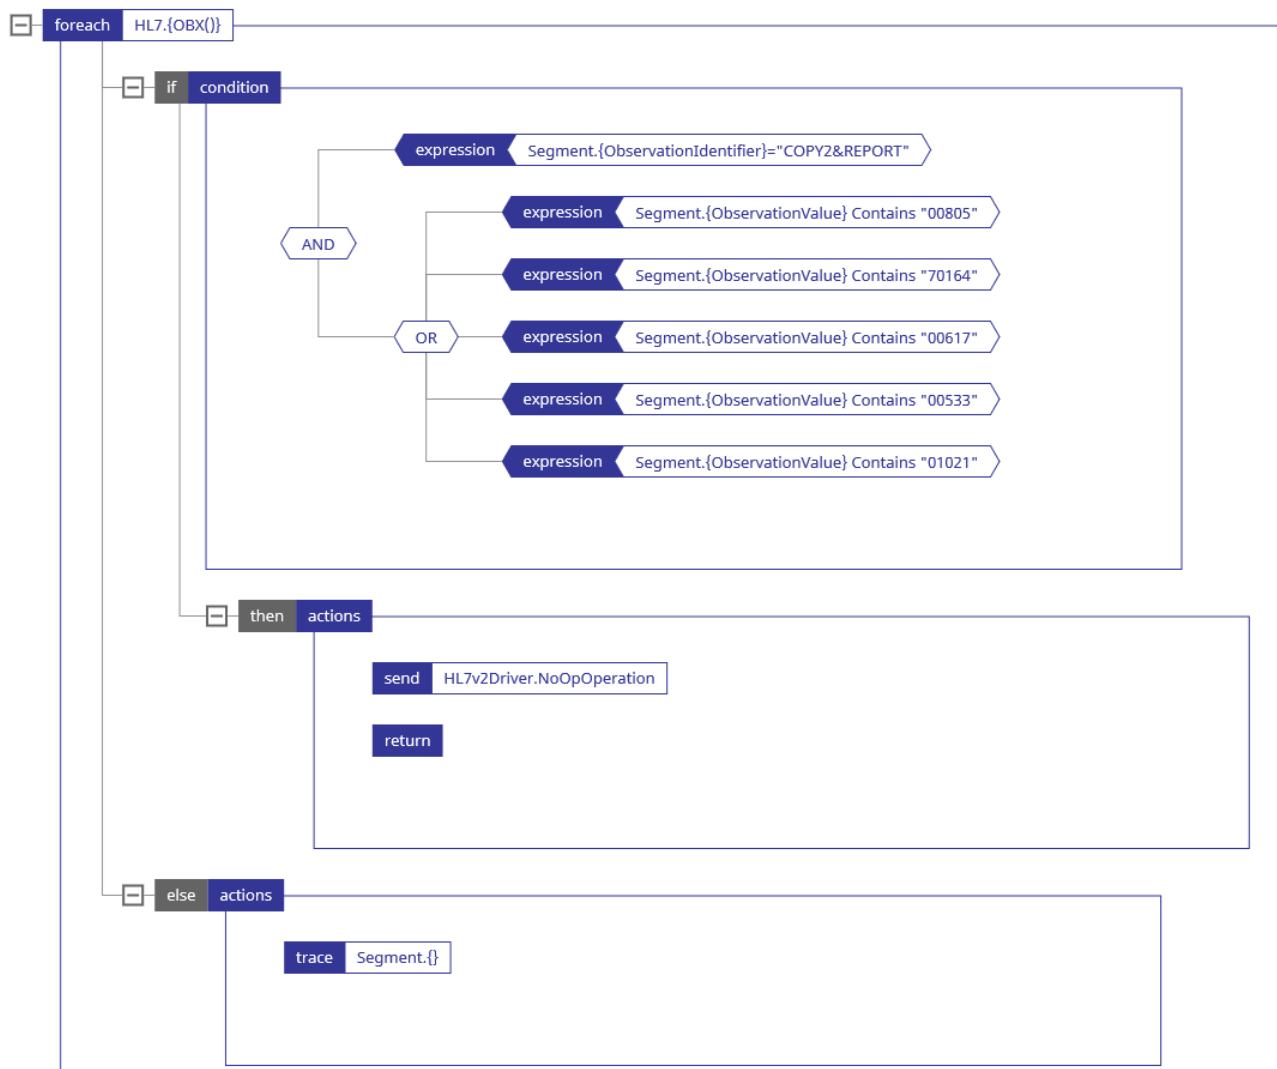 foreach HL7.{OBX()}
if condition
expression Segment.{ObservationIdentifier}="COPY2&REPORT"
expression Segment.{ObservationValue} Contains "00805"
AND
expression Segment.{ObservationValue} Contains "70164"
OR expression Segment.{ObservationValue} Contains "00617"
expression Segment.{ObservationValue} Contains "00533"
expression Segment.{ObservationValue} Contains "01021"
then actions
send HL7v2Driver.NoOpOperation
return
else actions
trace Segment.{}